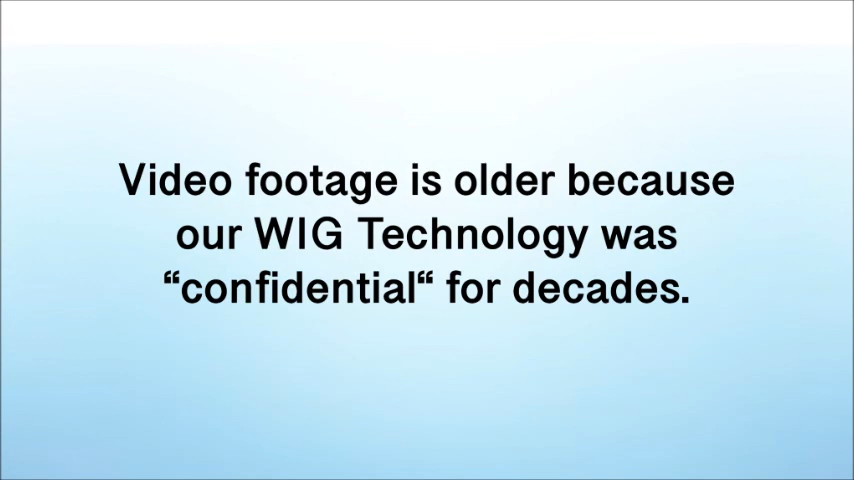 Video footage is older because
our WIG Technology was
“confidential“ for decades.